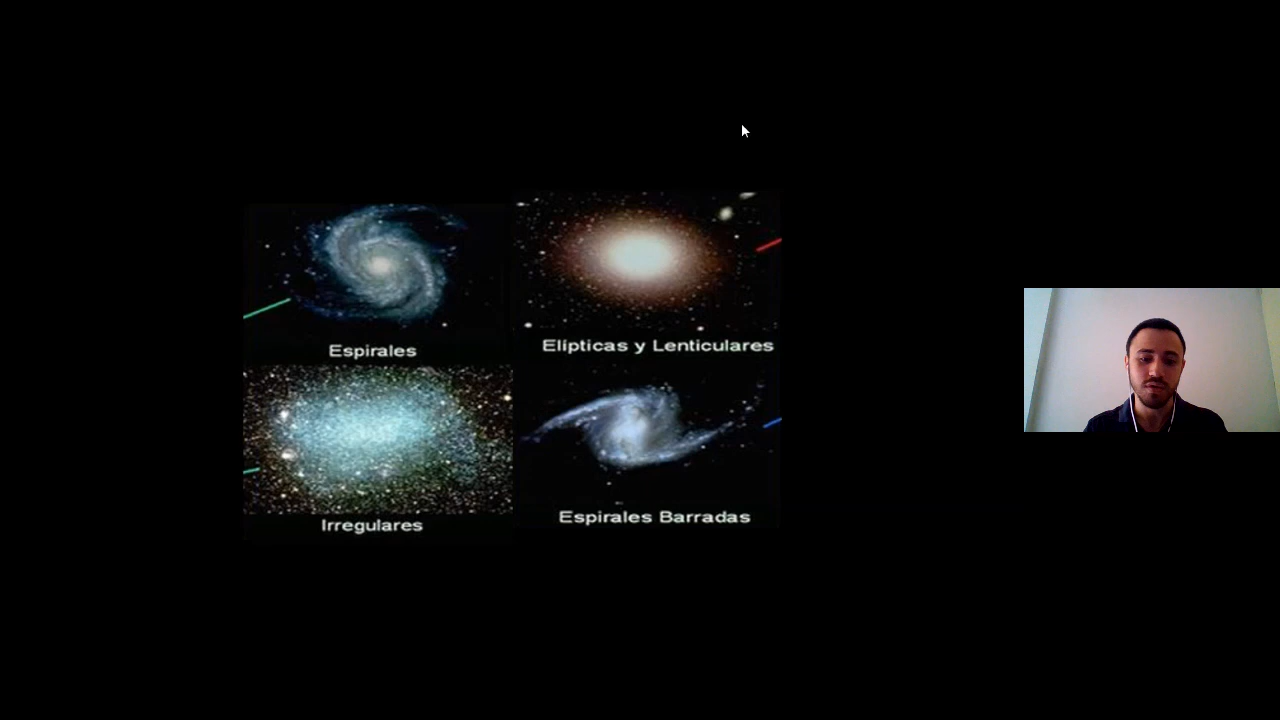 Espirales
Elípticas y Lenticulares
Irregulares
Espirales Barradas